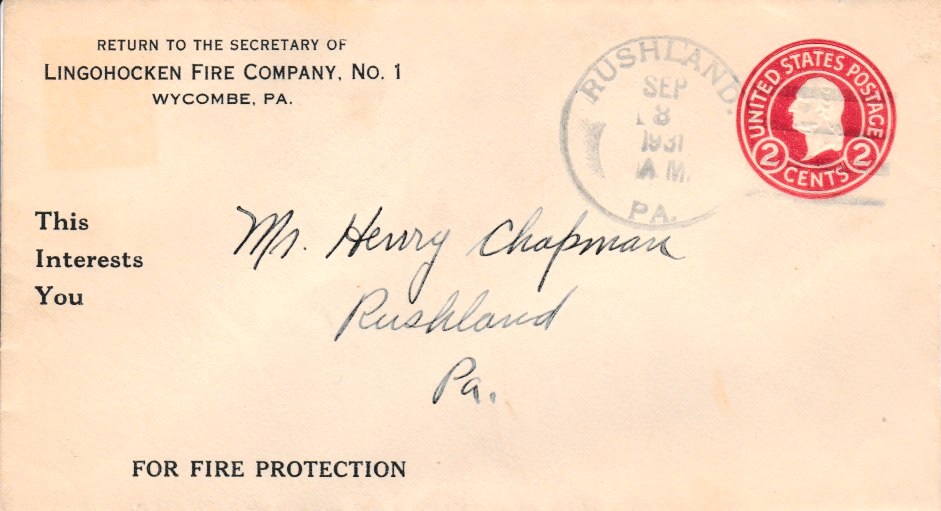 RETURN TO THE SECRETARY OF
LINGOHOCKEN FIRE COMPANY, NO. 1
WYCOMBE, PA.
RUSHLAND,
SEP
8
1931
A.M.
PA.
UNITED STATES POSTAGE
2 CENTS 2
This
Interests
You
Mr. Henry Chapman
Rushland
Pa.
FOR FIRE PROTECTION